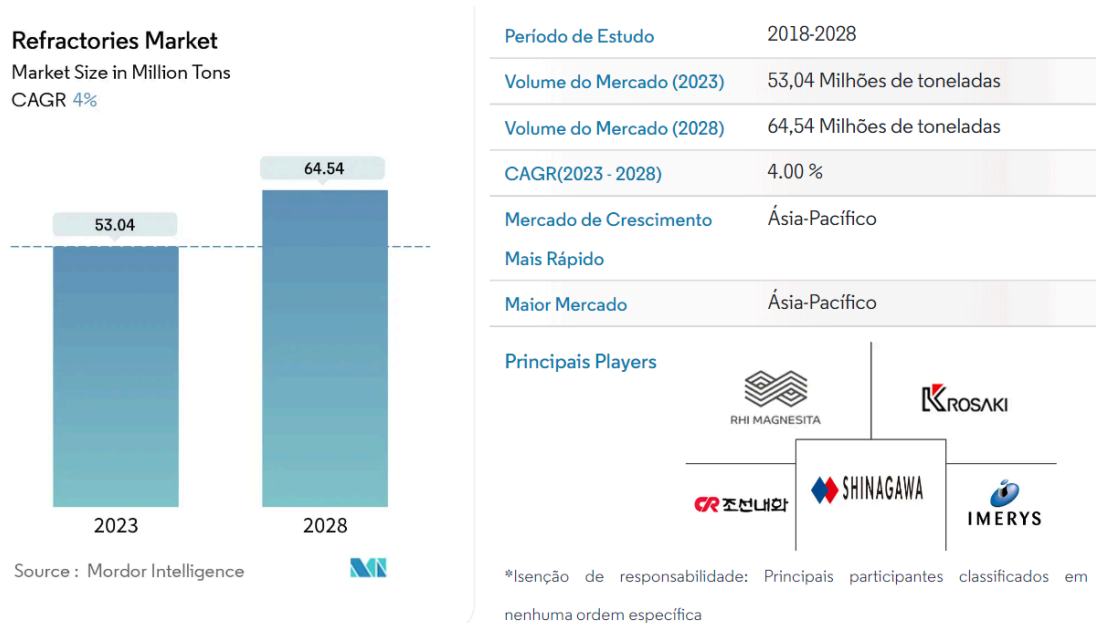 Refractories Market
Market Size in Million Tons
CAGR 4%
64.54
53.04
2023
2028
Source : Mordor Intelligence
Período de Estudo 2018-2028
Volume do Mercado (2023) 53,04 Milhões de toneladas
Volume do Mercado (2028) 64,54 Milhões de toneladas
CAGR(2023 - 2028) 4.00 %
Mercado de Crescimento Ásia-Pacífico
Mais Rápido
Maior Mercado Ásia-Pacífico
Principais Players
RHI MAGNESITA
KROSAKI
CR 조선내화
SHINAGAWA
IMERYS
*Isenção de responsabilidade: Principais participantes classificados em
nenhuma ordem específica